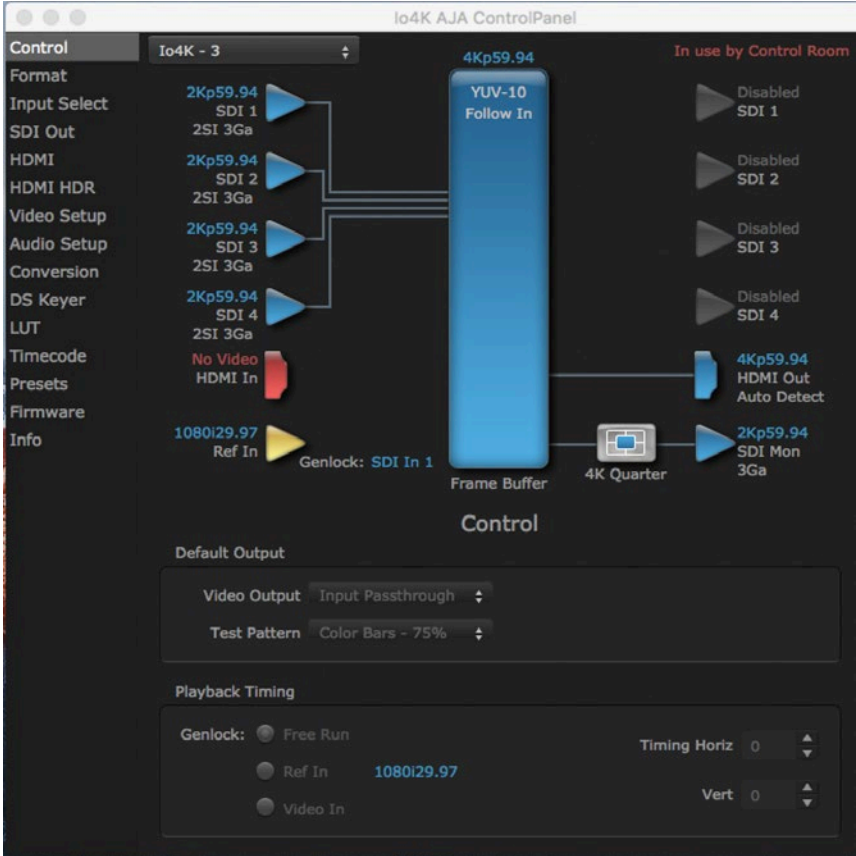 Io4K AJA ControlPanel
Control
Format
Input Select
SDI Out
HDMI
HDMI HDR
Video Setup
Audio Setup
Conversion
DS Keyer
LUT
Timecode
Presets
Firmware
Info
Io4K - 3
4Kp59.94
In use by Control Room
2Kp59.94
SDI 1
2SI 3Ga
2Kp59.94
SDI 2
2SI 3Ga
2Kp59.94
SDI 3
2SI 3Ga
2Kp59.94
SDI 4
2SI 3Ga
No Video
HDMI In
1080i29.97
Ref In
Genlock: SDI In 1
YUV-10
Follow In
Frame Buffer
Disabled
SDI 1
Disabled
SDI 2
Disabled
SDI 3
Disabled
SDI 4
4Kp59.94
HDMI Out
Auto Detect
4K Quarter
2Kp59.94
SDI Mon
3Ga
Control
Default Output
Video Output Input Passthrough
Test Pattern Color Bars - 75%
Playback Timing
Genlock: Free Run
Ref In 1080i29.97
Video In
Timing Horiz 0
Vert 0